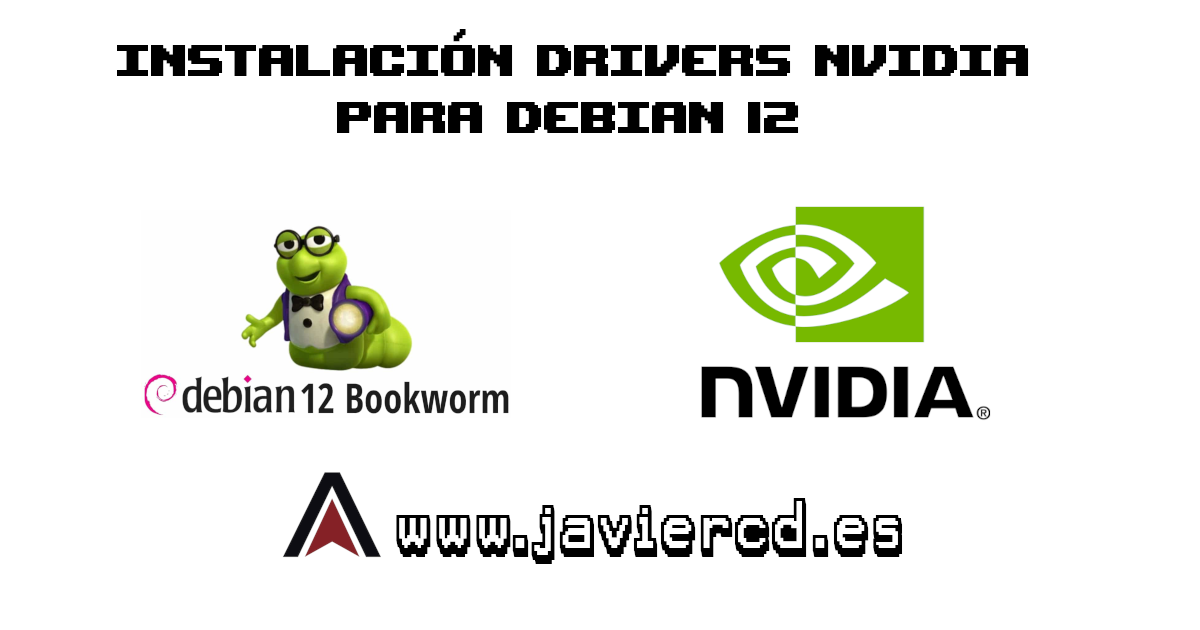 INSTALACIÓN DRIVERS NVIDIA
PARA DEBIAN 12
debian 12 Bookworm
NVIDIA®
www.javiercd.es